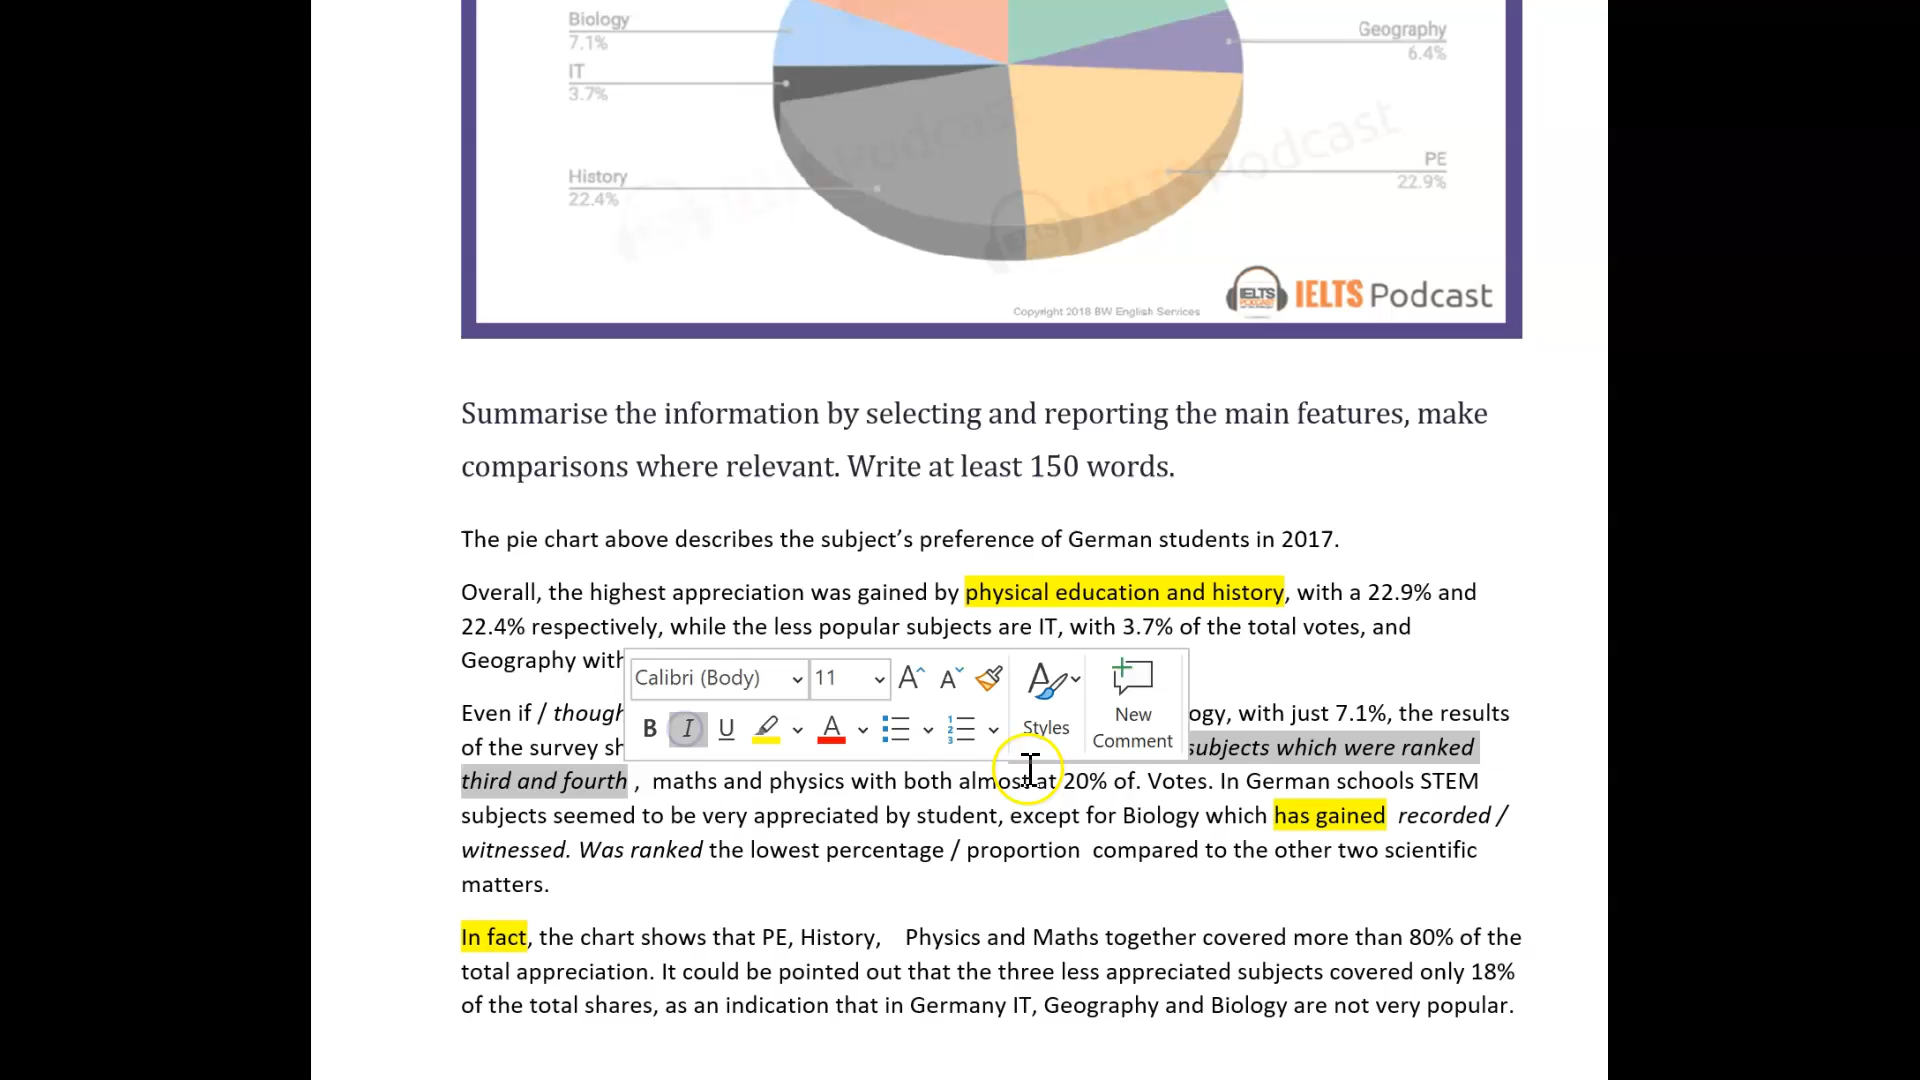 Biology
7.1%
Geography
6.4%
IT
3.7%
PE
22.9%
History
22.4%
IELTS Podcast
IELTS Podcast
IELTS PODCAST
IELTS Podcast
Copyright 2018 BW English Services
Summarise the information by selecting and reporting the main features, make
comparisons where relevant. Write at least 150 words.
The pie chart above describes the subject’s preference of German students in 2017.
Overall, the highest appreciation was gained by physical education and history, with a 22.9% and
22.4% respectively, while the less popular subjects are IT, with 3.7% of the total votes, and
Geography with
Calibri (Body) 11
B I U
Styles
New
Comment
Even if / though ogy, with just 7.1%, the results
of the survey sh subjects which were ranked
third and fourth , maths and physics with both almost at 20% of. Votes. In German schools STEM
subjects seemed to be very appreciated by student, except for Biology which has gained recorded /
witnessed. Was ranked the lowest percentage / proportion compared to the other two scientific
matters.
In fact, the chart shows that PE, History, Physics and Maths together covered more than 80% of the
total appreciation. It could be pointed out that the three less appreciated subjects covered only 18%
of the total shares, as an indication that in Germany IT, Geography and Biology are not very popular.